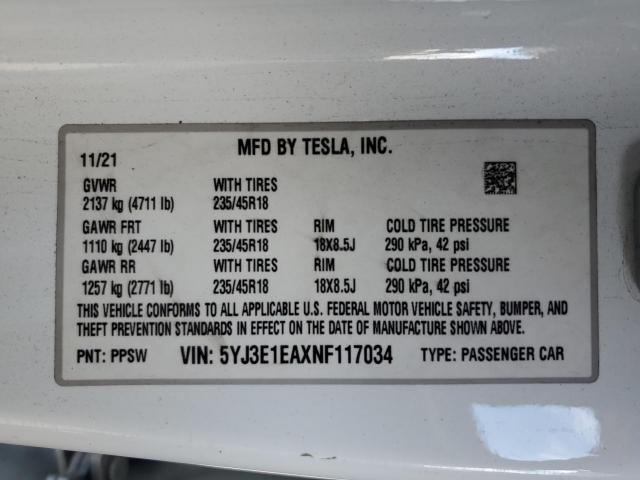 MFD BY TESLA, INC.
11/21
GVWR WITH TIRES
2137 kg (4711 lb) 235/45R18
GAWR FRT WITH TIRES RIM COLD TIRE PRESSURE
1110 kg (2447 lb) 235/45R18 18X8.5J 290 kPa, 42 psi
GAWR RR WITH TIRES RIM COLD TIRE PRESSURE
1257 kg (2771 lb) 235/45R18 18X8.5J 290 kPa, 42 psi
THIS VEHICLE CONFORMS TO ALL APPLICABLE U.S. FEDERAL MOTOR VEHICLE SAFETY, BUMPER, AND
THEFT PREVENTION STANDARDS IN EFFECT ON THE DATE OF MANUFACTURE SHOWN ABOVE.
PNT: PPSW VIN: 5YJ3E1EAXNF117034 TYPE: PASSENGER CAR